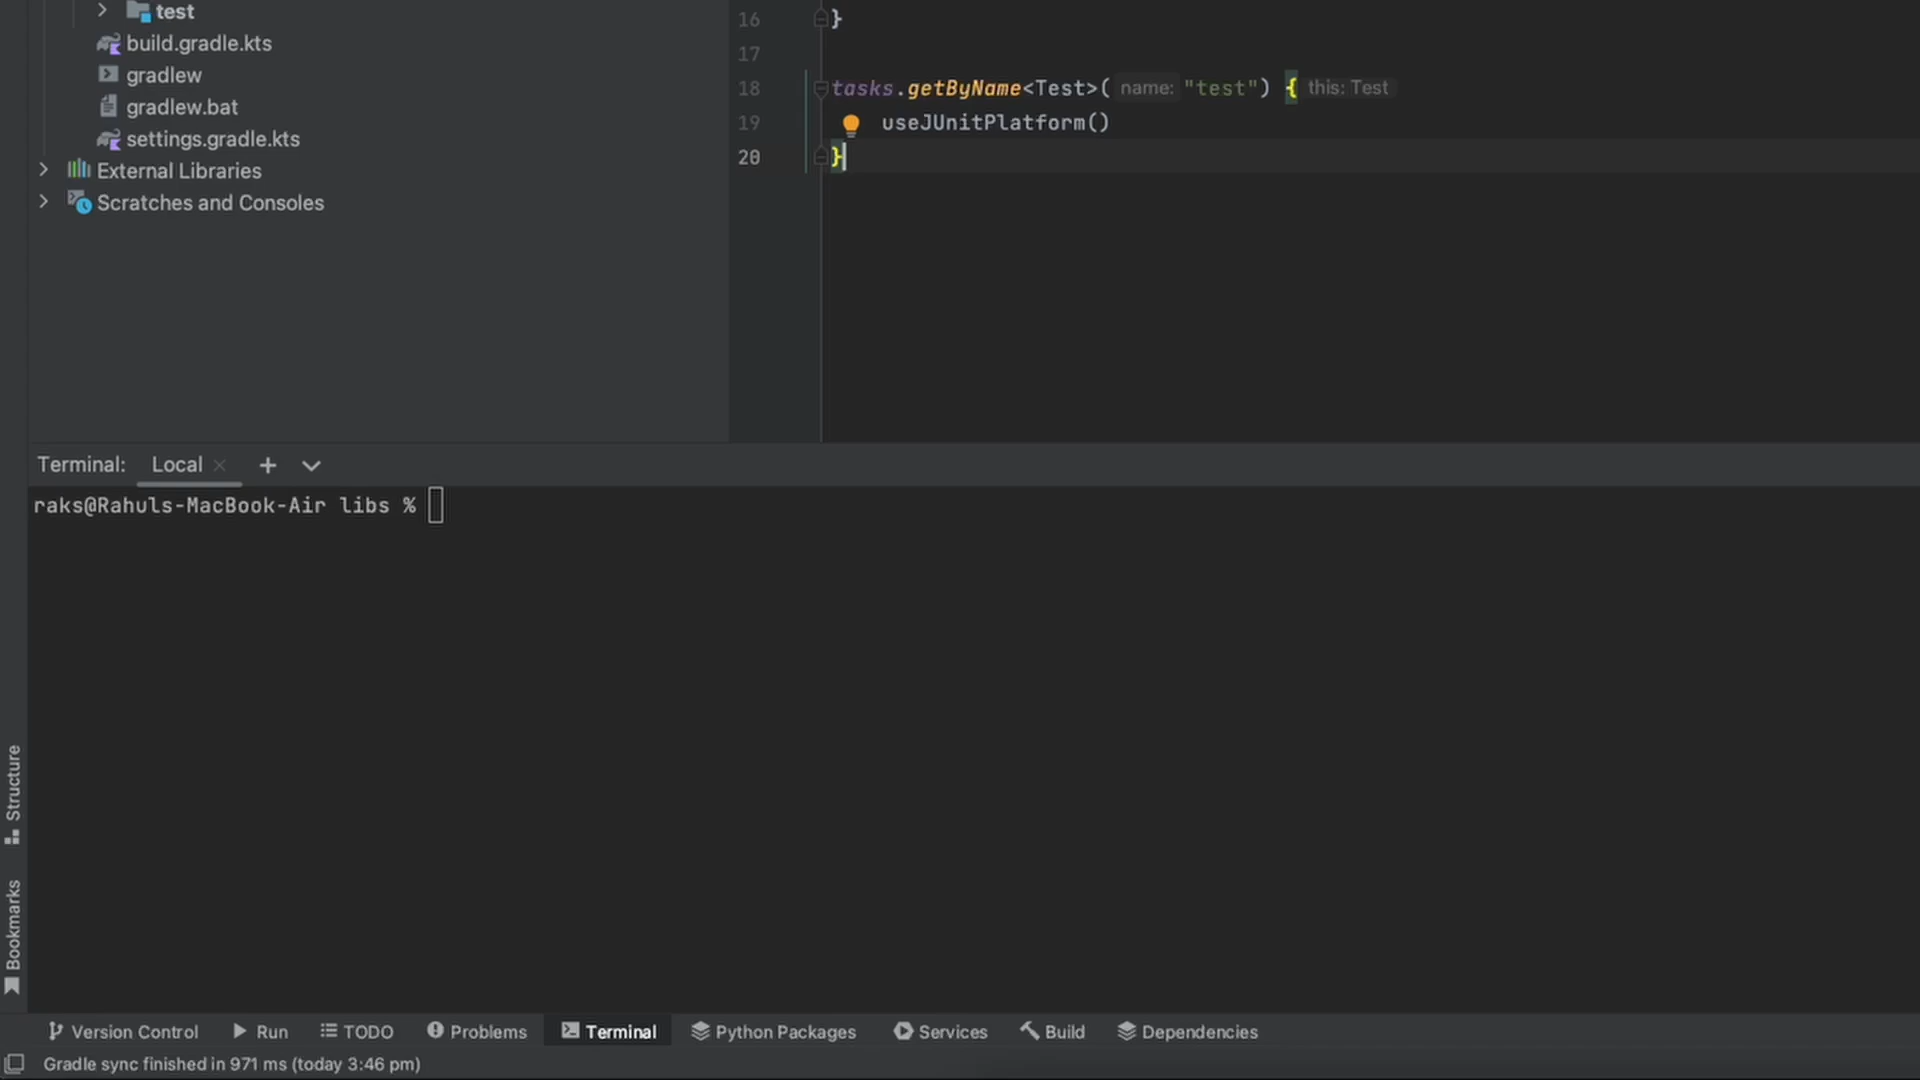 test
build.gradle.kts
gradlew
gradlew.bat
settings.gradle.kts
External Libraries
Scratches and Consoles
16 }
17
18 tasks.getByName<Test>( name: "test") { this: Test
19 useJUnitPlatform()
20 }
Terminal: Local
raks@Rahuls-MacBook-Air libs %
Structure
Bookmarks
Version Control Run TODO Problems Terminal Python Packages Services Build Dependencies
Gradle sync finished in 971 ms (today 3:46 pm)